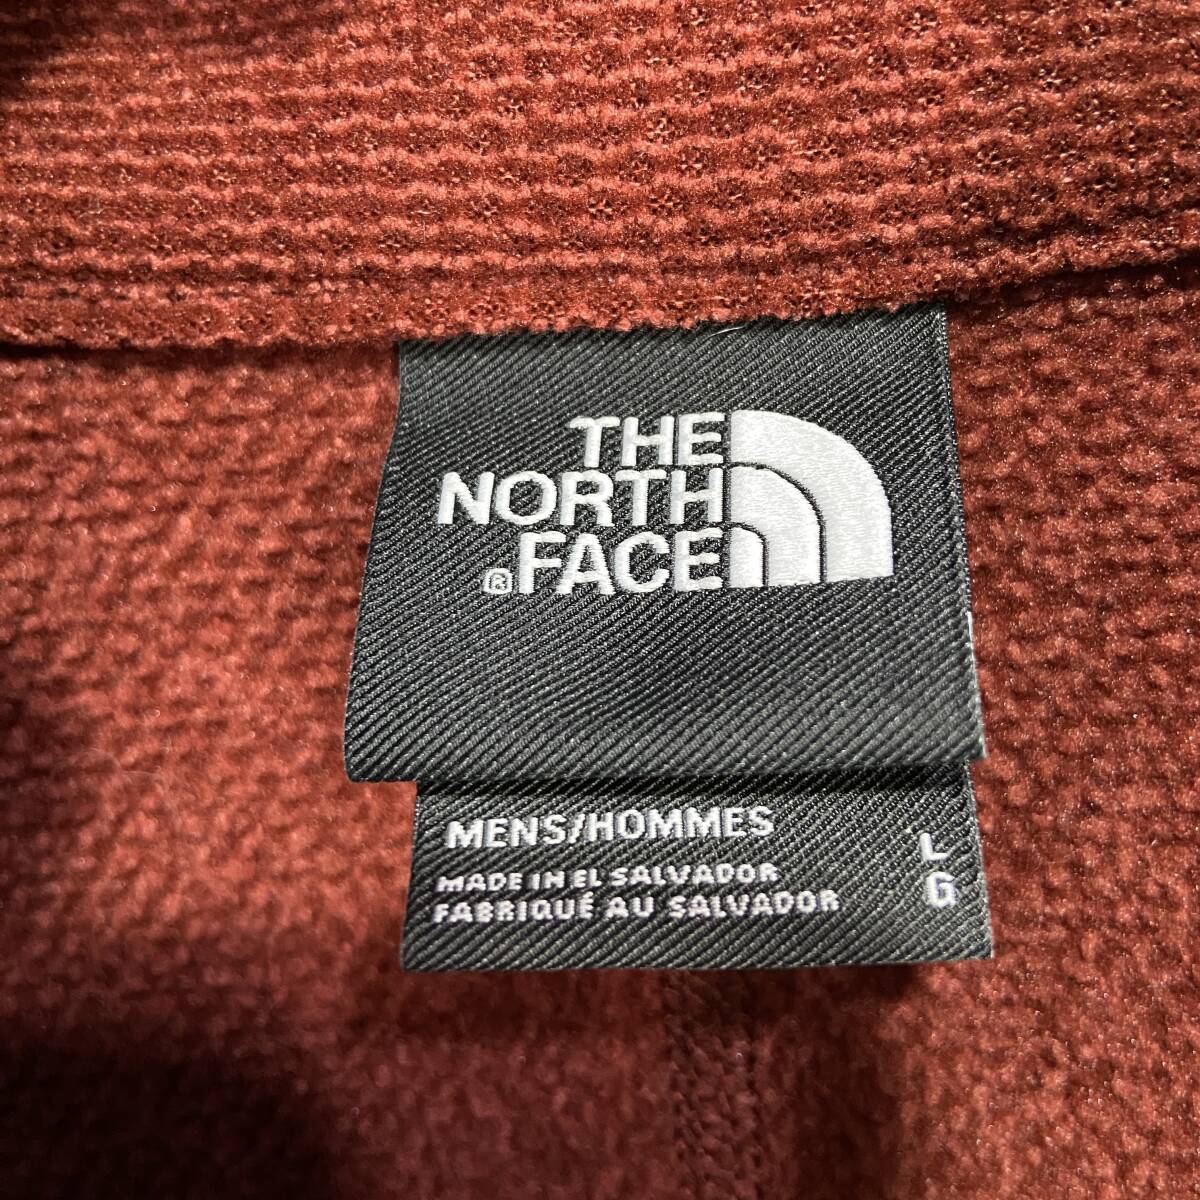 THE
NORTH
®FACE
MENS/HOMMES
L
MADE IN EL SALVADOR
G
FABRIQUÉ AU SALVADOR